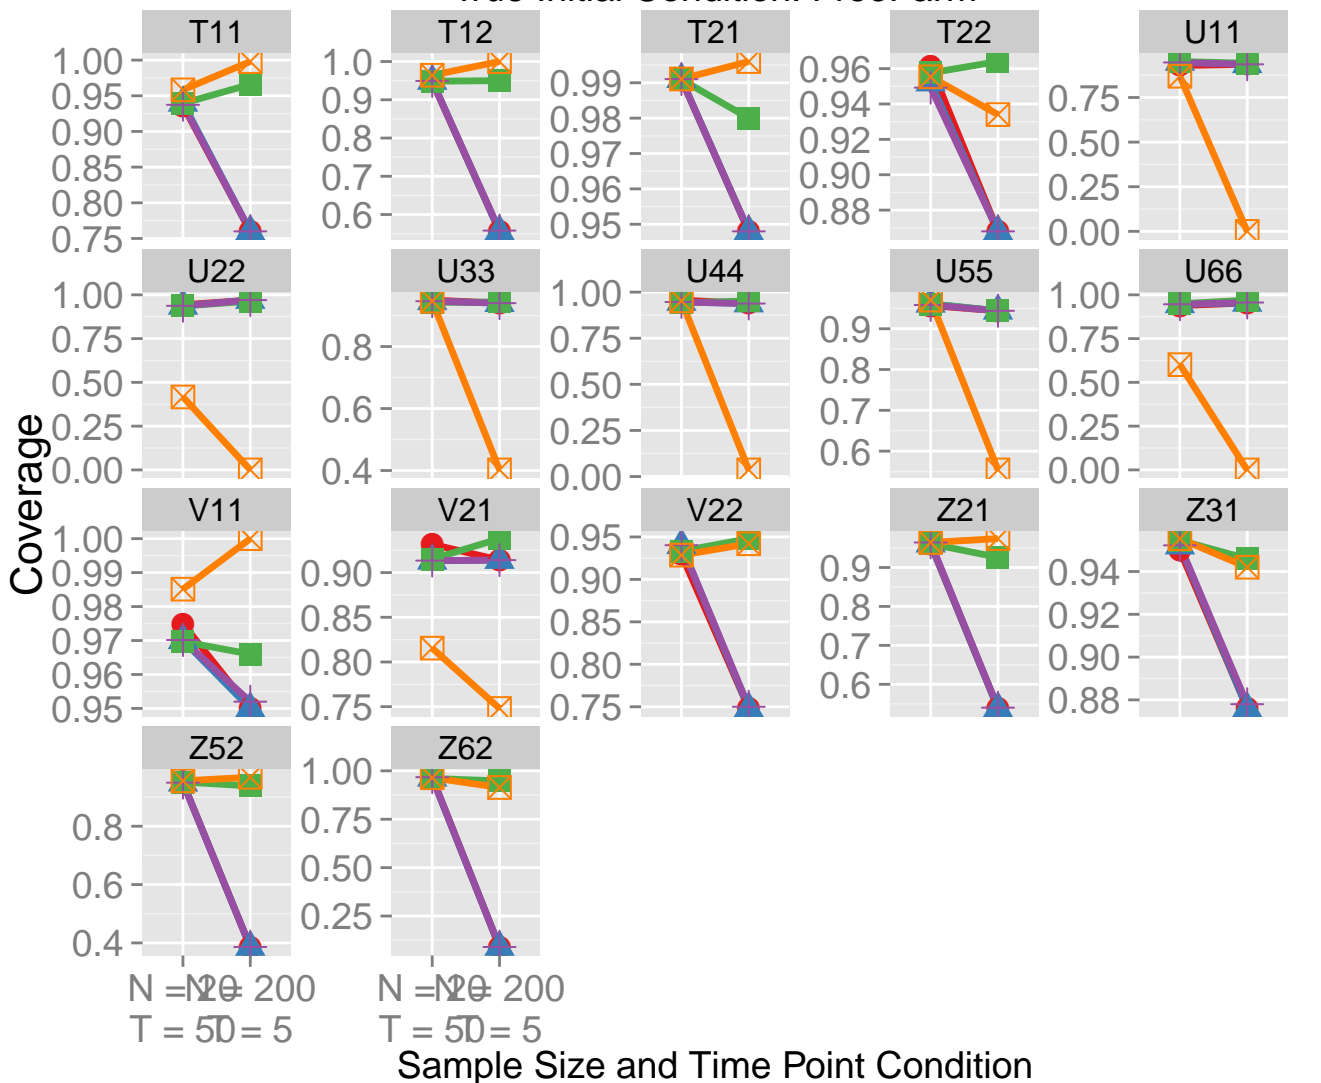 T11 T12 T21 T22 U11
1.00 0.95 0.90 0.85 0.80 0.75
1.0 0.9 0.8 0.7 0.6
0.99 0.98 0.97 0.96 0.95
0.96 0.94 0.92 0.90 0.88
0.75 0.50 0.25 0.00
U22 U33 U44 U55 U66
1.00 0.75 0.50 0.25 0.00
0.8 0.6 0.4
1.00 0.75 0.50 0.25 0.00
0.9 0.8 0.7 0.6
1.00 0.75 0.50 0.25 0.00
Coverage
V11 V21 V22 Z21 Z31
1.00 0.99 0.98 0.97 0.96 0.95
0.90 0.85 0.80 0.75
0.95 0.90 0.85 0.80 0.75
0.9 0.8 0.7 0.6
0.94 0.92 0.90 0.88
Z52 Z62
0.8 0.6 0.4
1.00 0.75 0.50 0.25
N = 20 N = 200 N = 20 N = 200
T = 50 T = 5 T = 50 T = 5
Sample Size and Time Point Condition